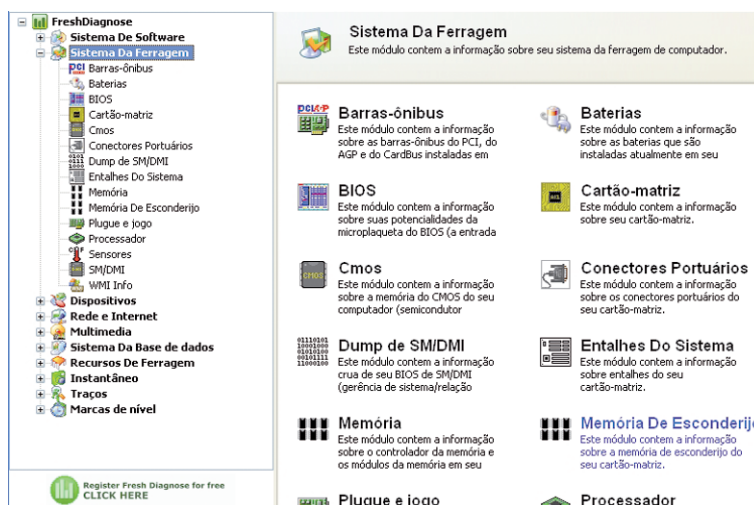 FreshDiagnose
Sistema De Software
Sistema Da Ferragem
Barras-ônibus
Baterias
BIOS
Cartão-matriz
Cmos
Conectores Portuários
Dump de SM/DMI
Entalhes Do Sistema
Memória
Memória De Esconderijo
Plugue e jogo
Processador
Sensores
SM/DMI
WMI Info
Dispositivos
Rede e Internet
Multimedia
Sistema Da Base de dados
Recursos De Ferragem
Instantâneo
Traços
Marcas de nível
Register Fresh Diagnose for free
CLICK HERE
Sistema Da Ferragem
Este módulo contem a informação sobre seu sistema da ferragem de computador.
Barras-ônibus
Este módulo contem a informação
sobre as barras-ônibus do PCI, do
AGP e do CardBus instaladas em
Baterias
Este módulo contem a informação
sobre as baterias que são
instaladas atualmente em seu
BIOS
Este módulo contem a informação
sobre suas potencialidades da
microplaqueta do BIOS (a entrada
Cartão-matriz
Este módulo contem a informação
sobre seu cartão-matriz.
CMOS
Cmos
Este módulo contem a informação
sobre a memória do CMOS do seu
computador (semicondutor
Conectores Portuários
Este módulo contem a informação
sobre os conectores portuários do
seu cartão-matriz.
Dump de SM/DMI
Este módulo contem a informação
crua de seu BIOS de SM/DMI
(gerência de sistema/relação
Entalhes Do Sistema
Este módulo contem a informação
sobre entalhes do seu
cartão-matriz.
Memória
Este módulo contem a informação
sobre o controlador da memória e
os módulos da memória em seu
Memória De Esconderijo
Este módulo contem a informação
sobre a memória de esconderijo do
seu cartão-matriz.
Plugue e jogo
Processador